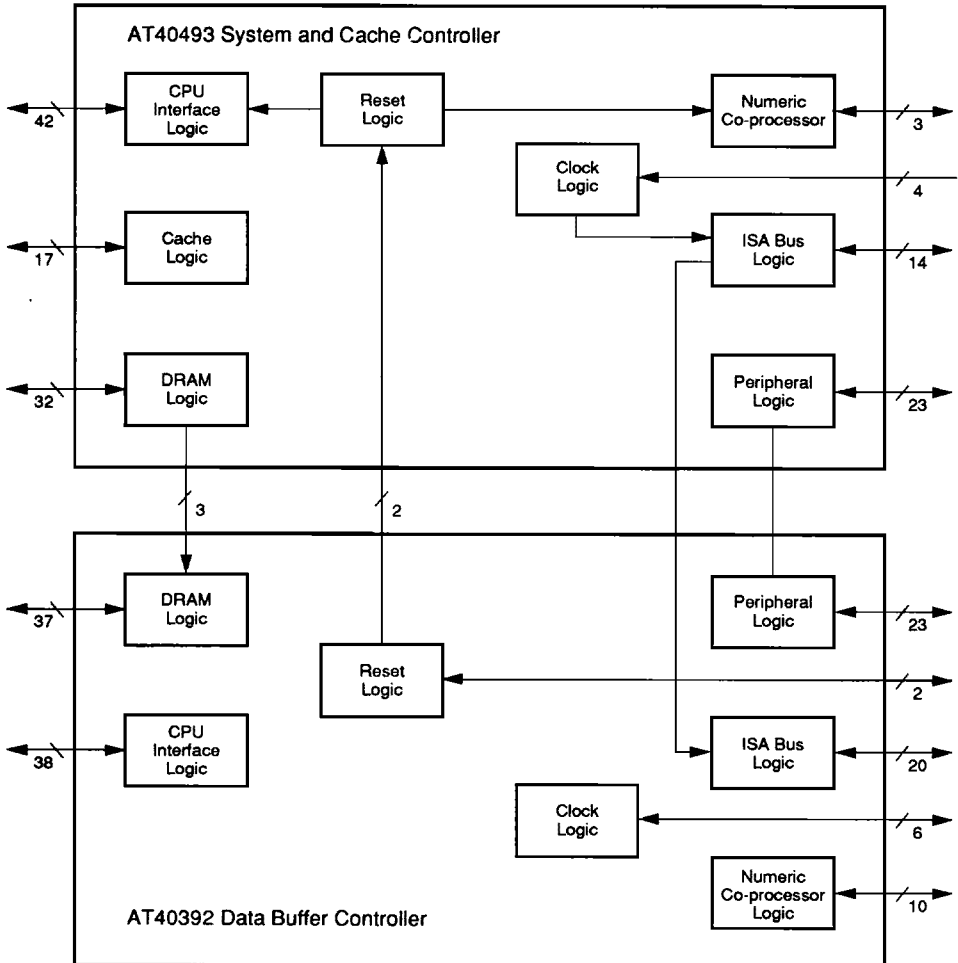 AT40493 System and Cache Controller
CPU
Interface
Logic
Reset
Logic
Numeric
Co-processor
42
3
Clock
Logic
4
Cache
Logic
ISA Bus
Logic
17
14
DRAM
Logic
Peripheral
Logic
32
23
3
2
DRAM
Logic
Peripheral
Logic
37
23
Reset
Logic
2
CPU
Interface
Logic
ISA Bus
Logic
38
20
Clock
Logic
6
Numeric
Co-processor
Logic
10
AT40392 Data Buffer Controller